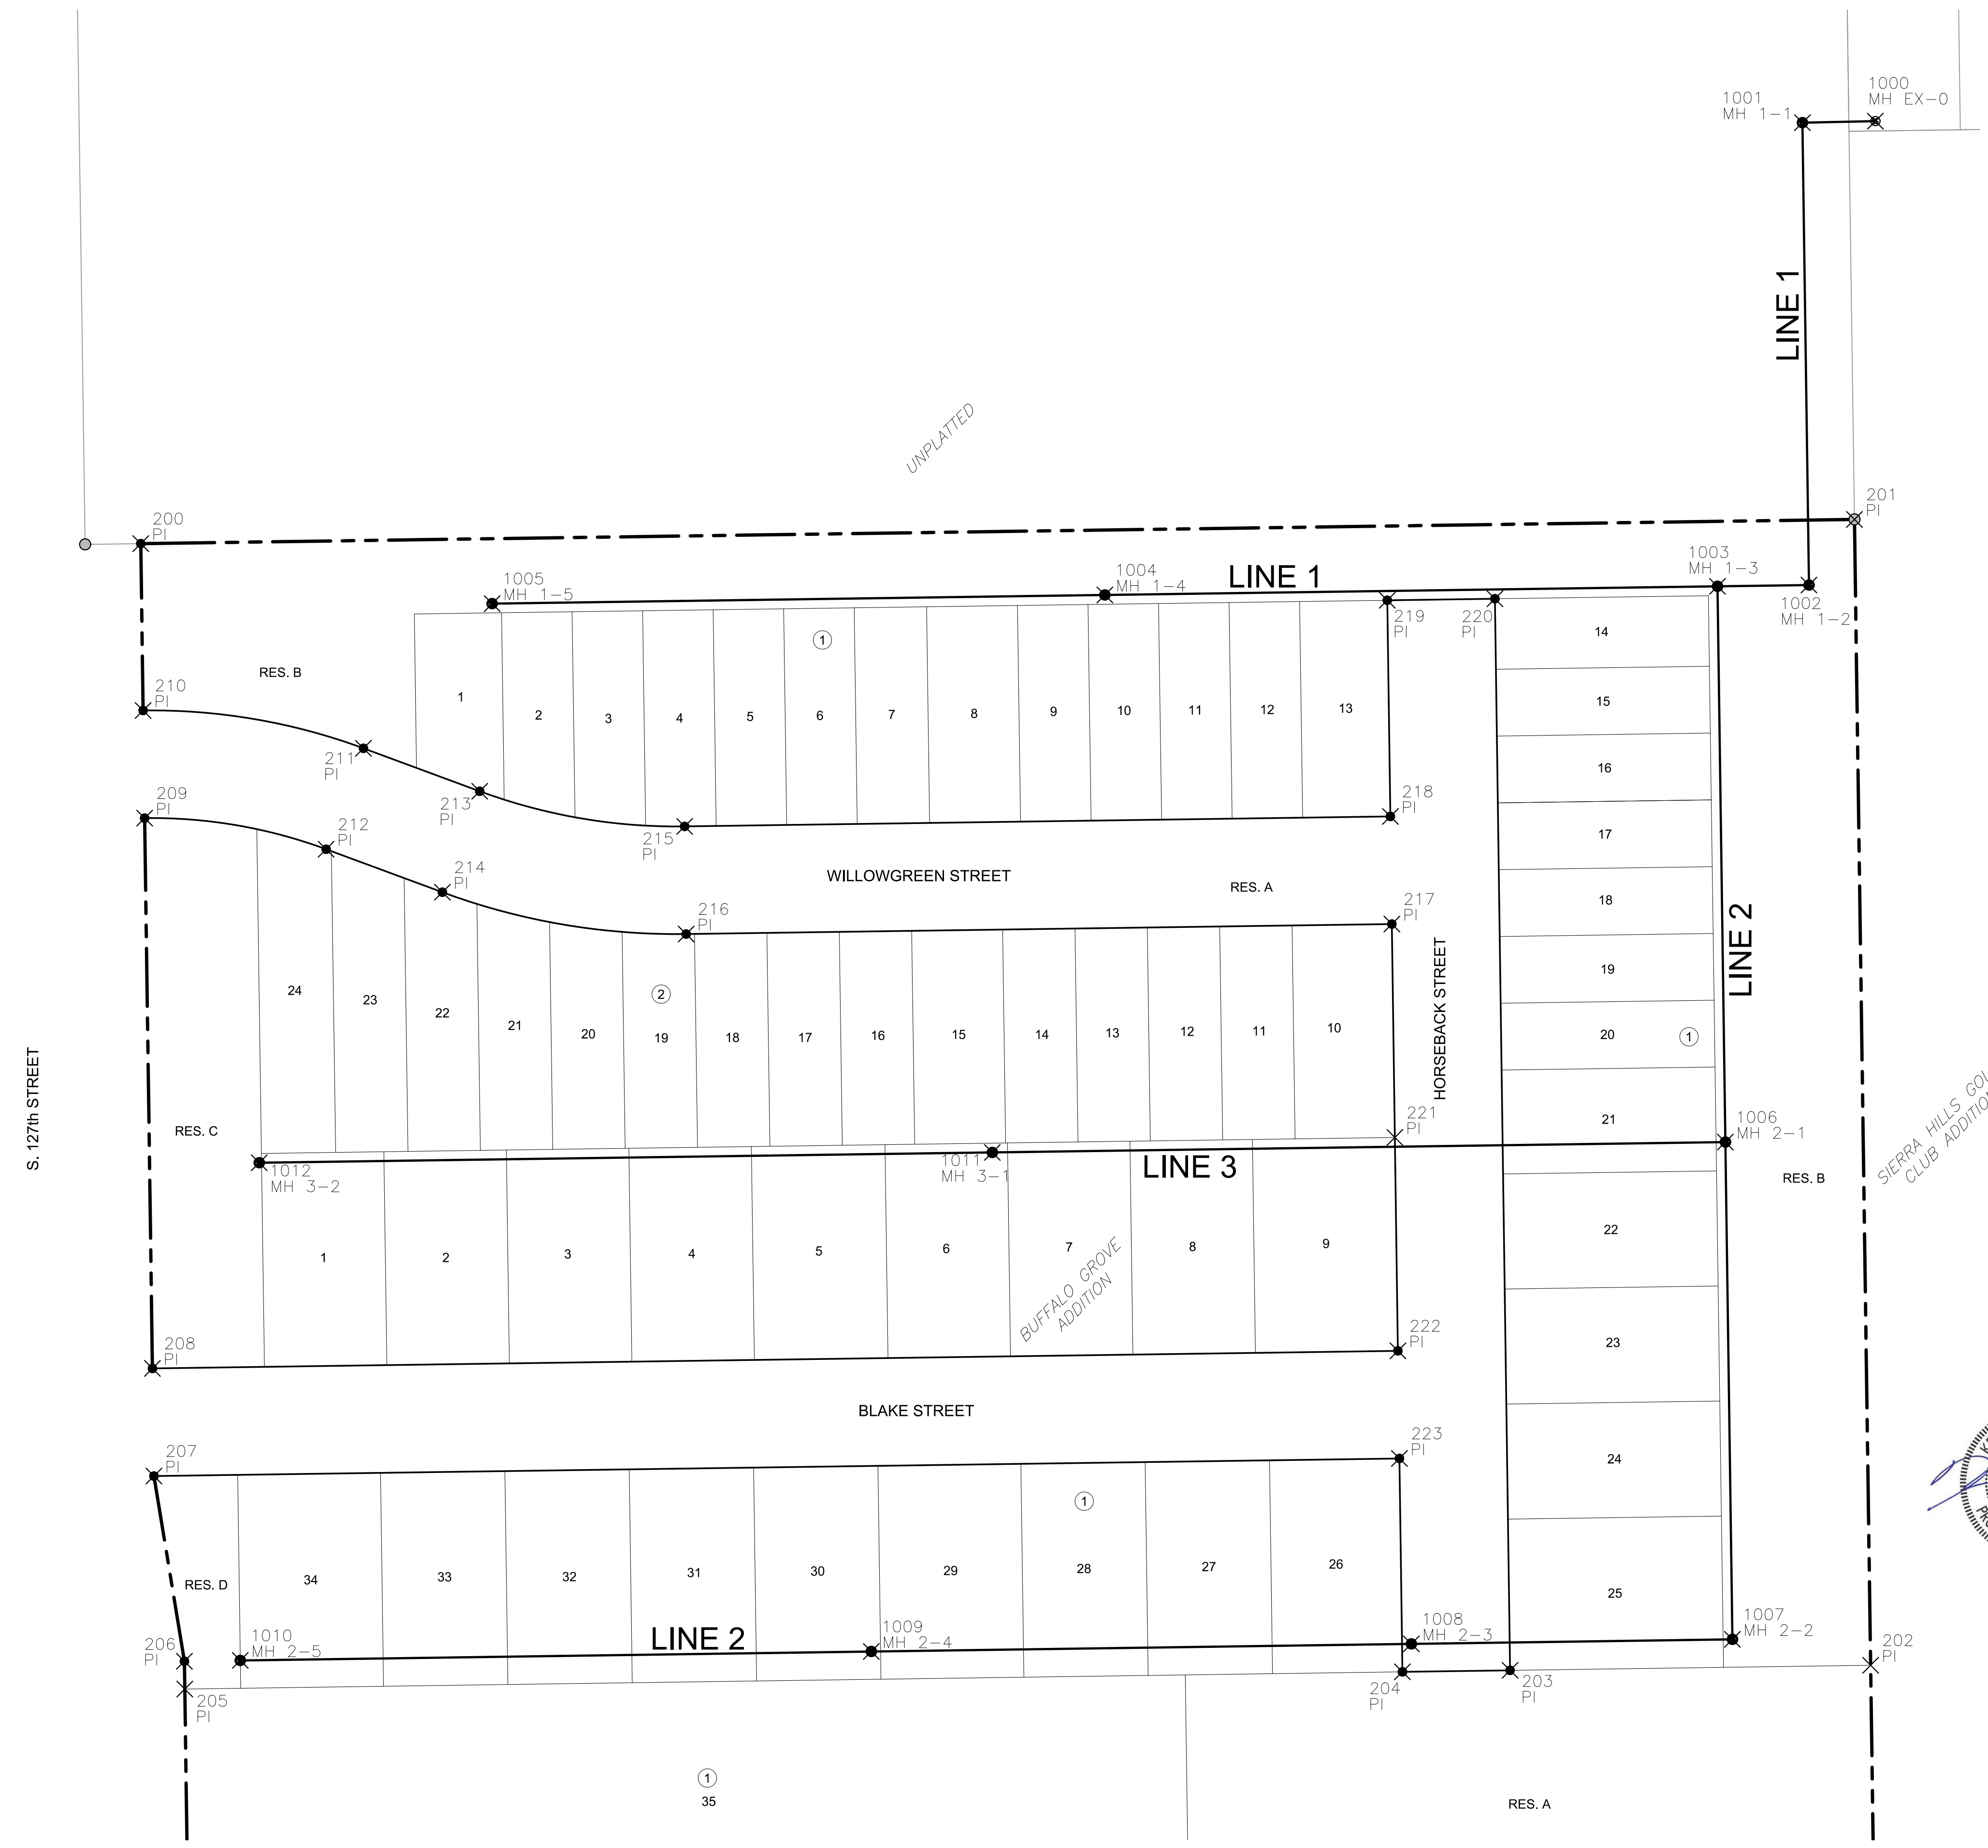 1000
MH EX-0
1001
MH 1-1
LINE 1
UNPLATTED
201
PI
200
PI
1003
MH 1-3
1004
MH 1-4
LINE 1
1005
MH 1-5
1002
MH 1-2
219
PI
220
PI
14
1
RES. B
210
PI
1
2
3
4
5
6
7
8
9
10
11
12
13
15
211
PI
16
213
PI
209
PI
218
PI
212
PI
215
PI
17
WILLOWGREEN STREET
RES. A
214
PI
18
216
PI
217
PI
HORSEBACK STREET
LINE 2
19
24
23
22
21
20
2
19
18
17
16
15
14
13
12
11
10
20
1
S. 127th STREET
RES. C
221
PI
21
1006
MH 2-1
SIERRA HILLS
CLUB
RES. B
1012
MH 3-2
1011
MH 3-1
LINE 3
22
1
2
3
4
5
6
7
8
9
BUFFALO GROVE
ADDITION
23
208
PI
222
PI
BLAKE STREET
207
PI
223
PI
24
1
RES. D
34
33
32
31
30
29
28
27
26
25
206
PI
1010
MH 2-5
LINE 2
1009
MH 2-4
1008
MH 2-3
1007
MH 2-2
202
PI
205
PI
204
PI
203
PI
1
35
RES. A